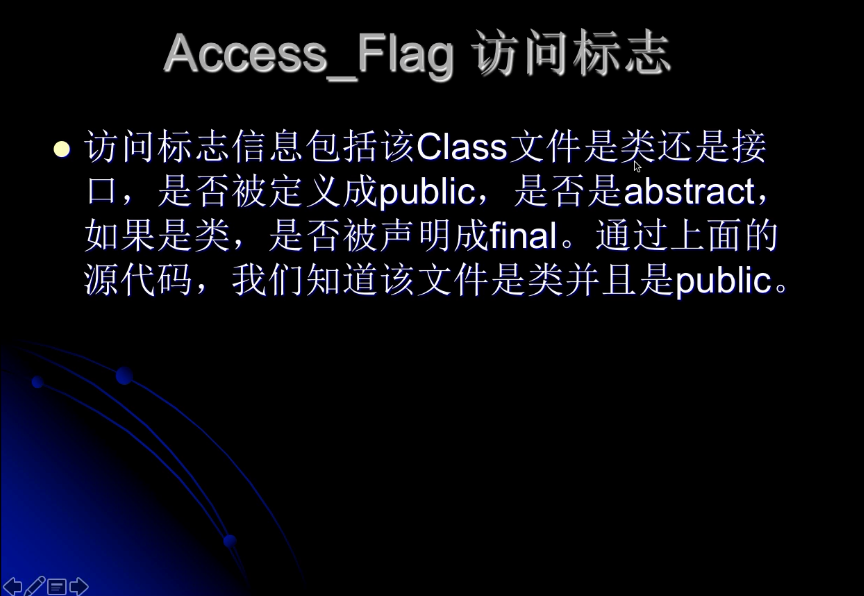 Access_Flag 访问标志
访问标志信息包括该Class文件是类还是接
口，是否被定义成public，是否是abstract，
如果是类，是否被声明成final。通过上面的
源代码，我们知道该文件是类并且是public。